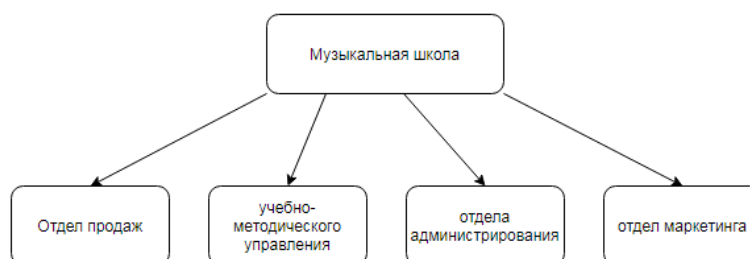 Музыкальная школа
Отдел продаж
учебно-
методического
управления
отдела
администрирования
отдел маркетинга